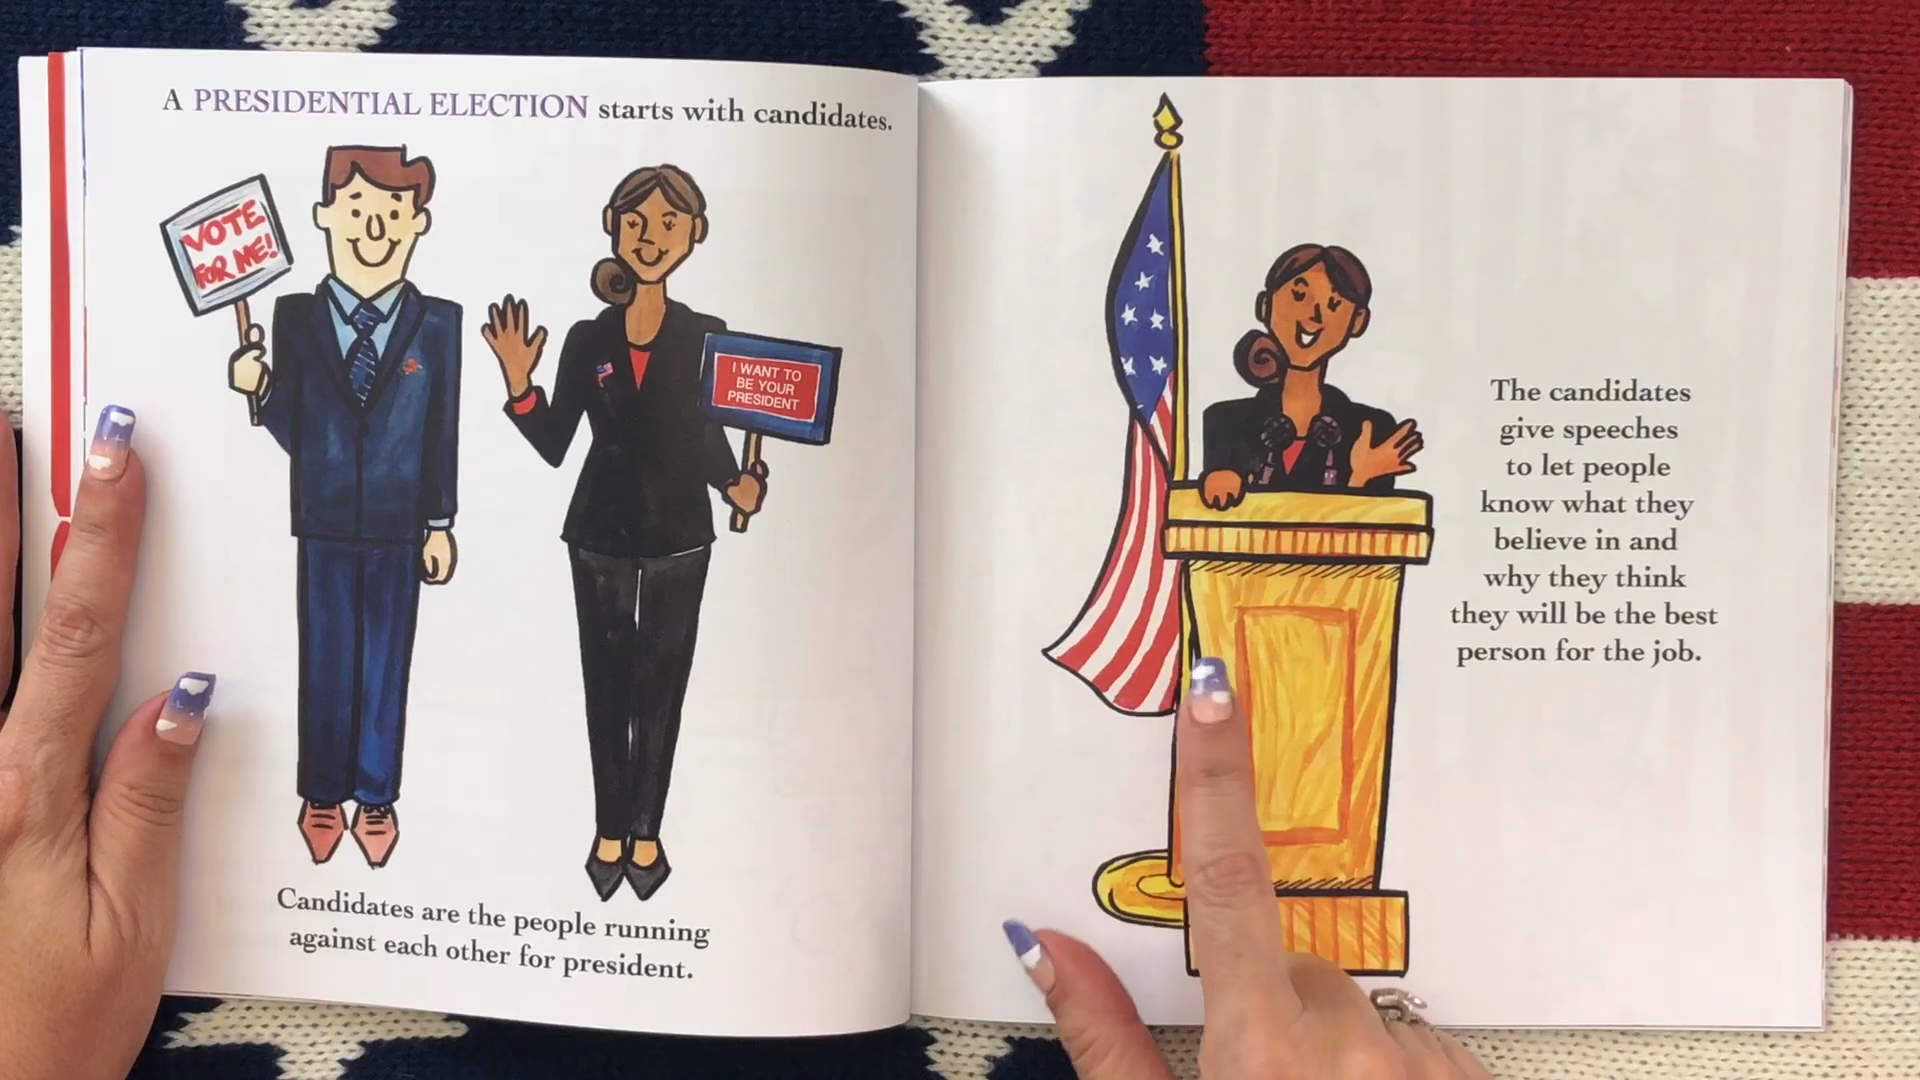 A PRESIDENTIAL ELECTION starts with candidates.
VOTE
FOR ME!
I WANT TO
BE YOUR
PRESIDENT
Candidates are the people running
against each other for president.
The candidates
give speeches
to let people
know what they
believe in and
why they think
they will be the best
person for the job.